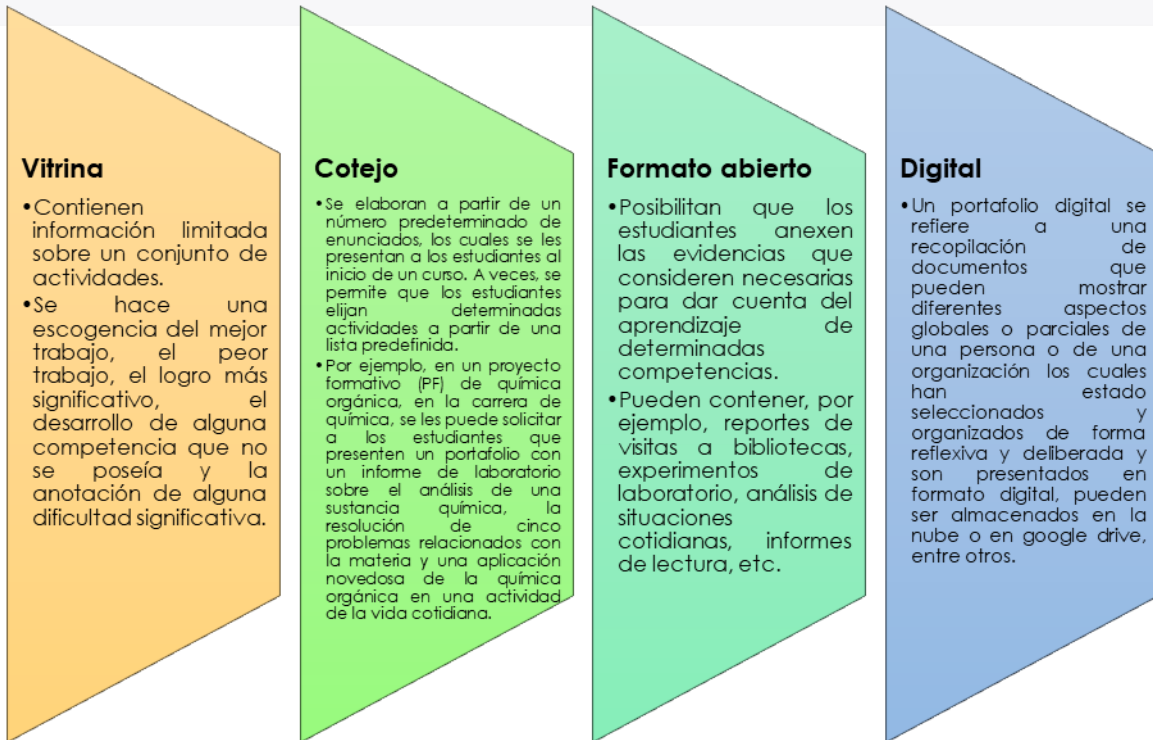 Vitrina
•Contienen
información limitada
sobre un conjunto de
actividades.
•Se hace una
escogencia del mejor
trabajo, el peor
trabajo, el logro más
significativo, el
desarrollo de alguna
competencia que no
se poseía y la
anotación de alguna
dificultad significativa.
Cotejo
•Se elaboran a partir de un
número predeterminado de
enunciados, los cuales se les
presentan a los estudiantes al
inicio de un curso. A veces, se
permite que los estudiantes
elijan determinadas
actividades a partir de una
lista predefinida.
•Por ejemplo, en un proyecto
formativo (PF) de química
orgánica, en la carrera de
química, se les puede solicitar
a los estudiantes que
presenten un portafolio con
un informe de laboratorio
sobre el análisis de una
sustancia química, la
resolución de cinco
problemas relacionados con
la materia y una aplicación
novedosa de la química
orgánica en una actividad
de la vida cotidiana.
Formato abierto
•Posibilitan que los
estudiantes anexen
las evidencias que
consideren necesarias
para dar cuenta del
aprendizaje de
determinadas
competencias.
•Pueden contener, por
ejemplo, reportes de
visitas a bibliotecas,
experimentos de
laboratorio, análisis de
situaciones
cotidianas, informes
de lectura, etc.
Digital
•Un portafolio digital se
refiere a una
recopilación de
documentos que
pueden mostrar
diferentes aspectos
globales o parciales de
una persona o de una
organización los cuales
han estado
seleccionados y
organizados de forma
reflexiva y deliberada y
son presentados en
formato digital, pueden
ser almacenados en la
nube o en google drive,
entre otros.